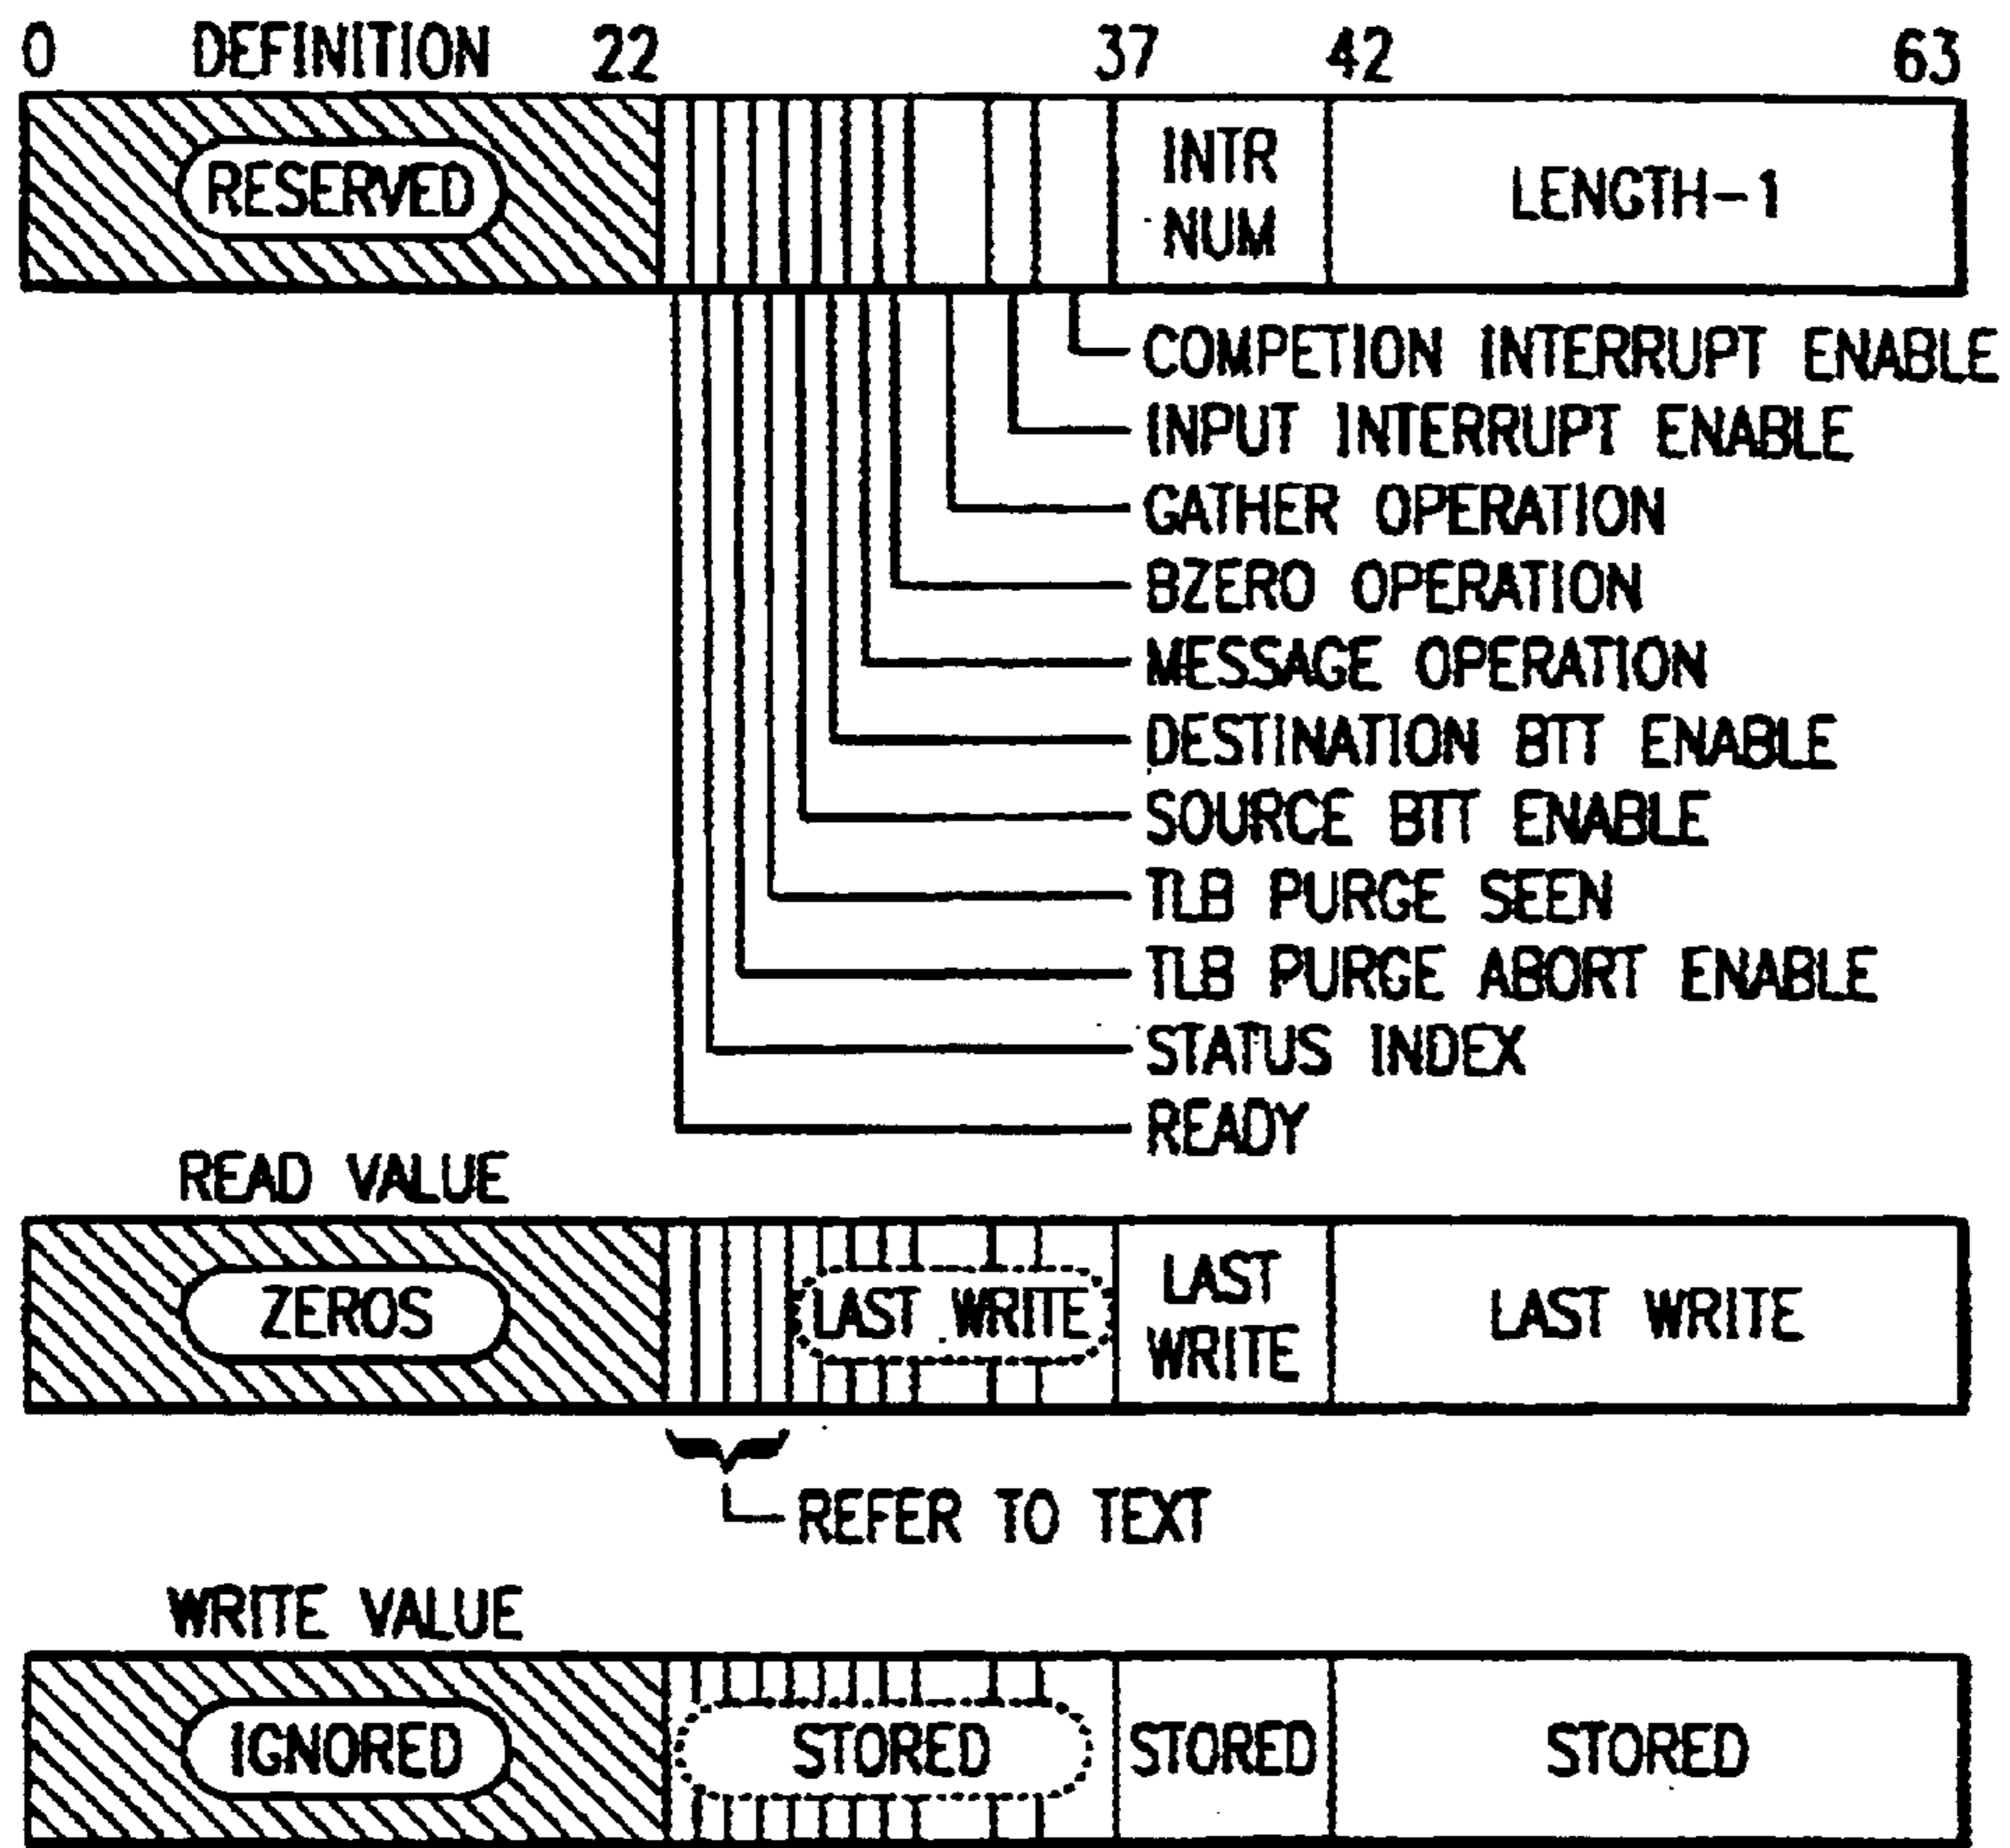 0 DEFINITION 22 37 42 63
RESERVED
INTR
NUM
LENGTH-1
COMPETION INTERRUPT ENABLE
INPUT INTERRUPT ENABLE
GATHER OPERATION
BZERO OPERATION
MESSAGE OPERATION
DESTINATION BTT ENABLE
SOURCE BTT ENABLE
TLB PURGE SEEN
TLB PURGE ABORT ENABLE
STATUS INDEX
READY
READ VALUE
ZEROS
LAST WRITE
LAST
WRITE
LAST WRITE
REFER TO TEXT
WRITE VALUE
IGNORED
STORED
STORED
STORED